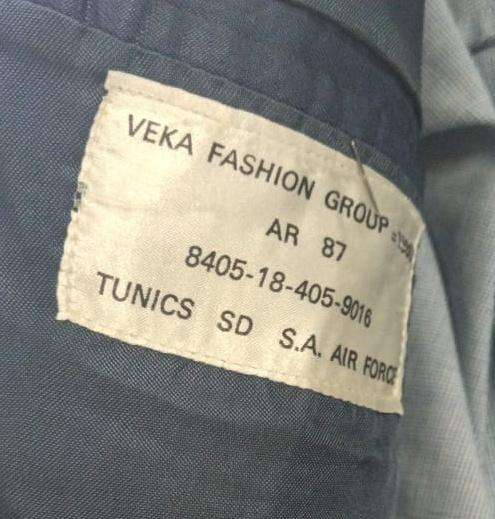 VEKA FASHION GROUP
AR 87
8405-18-405-9016
TUNICS SD S.A. AIR FORCE